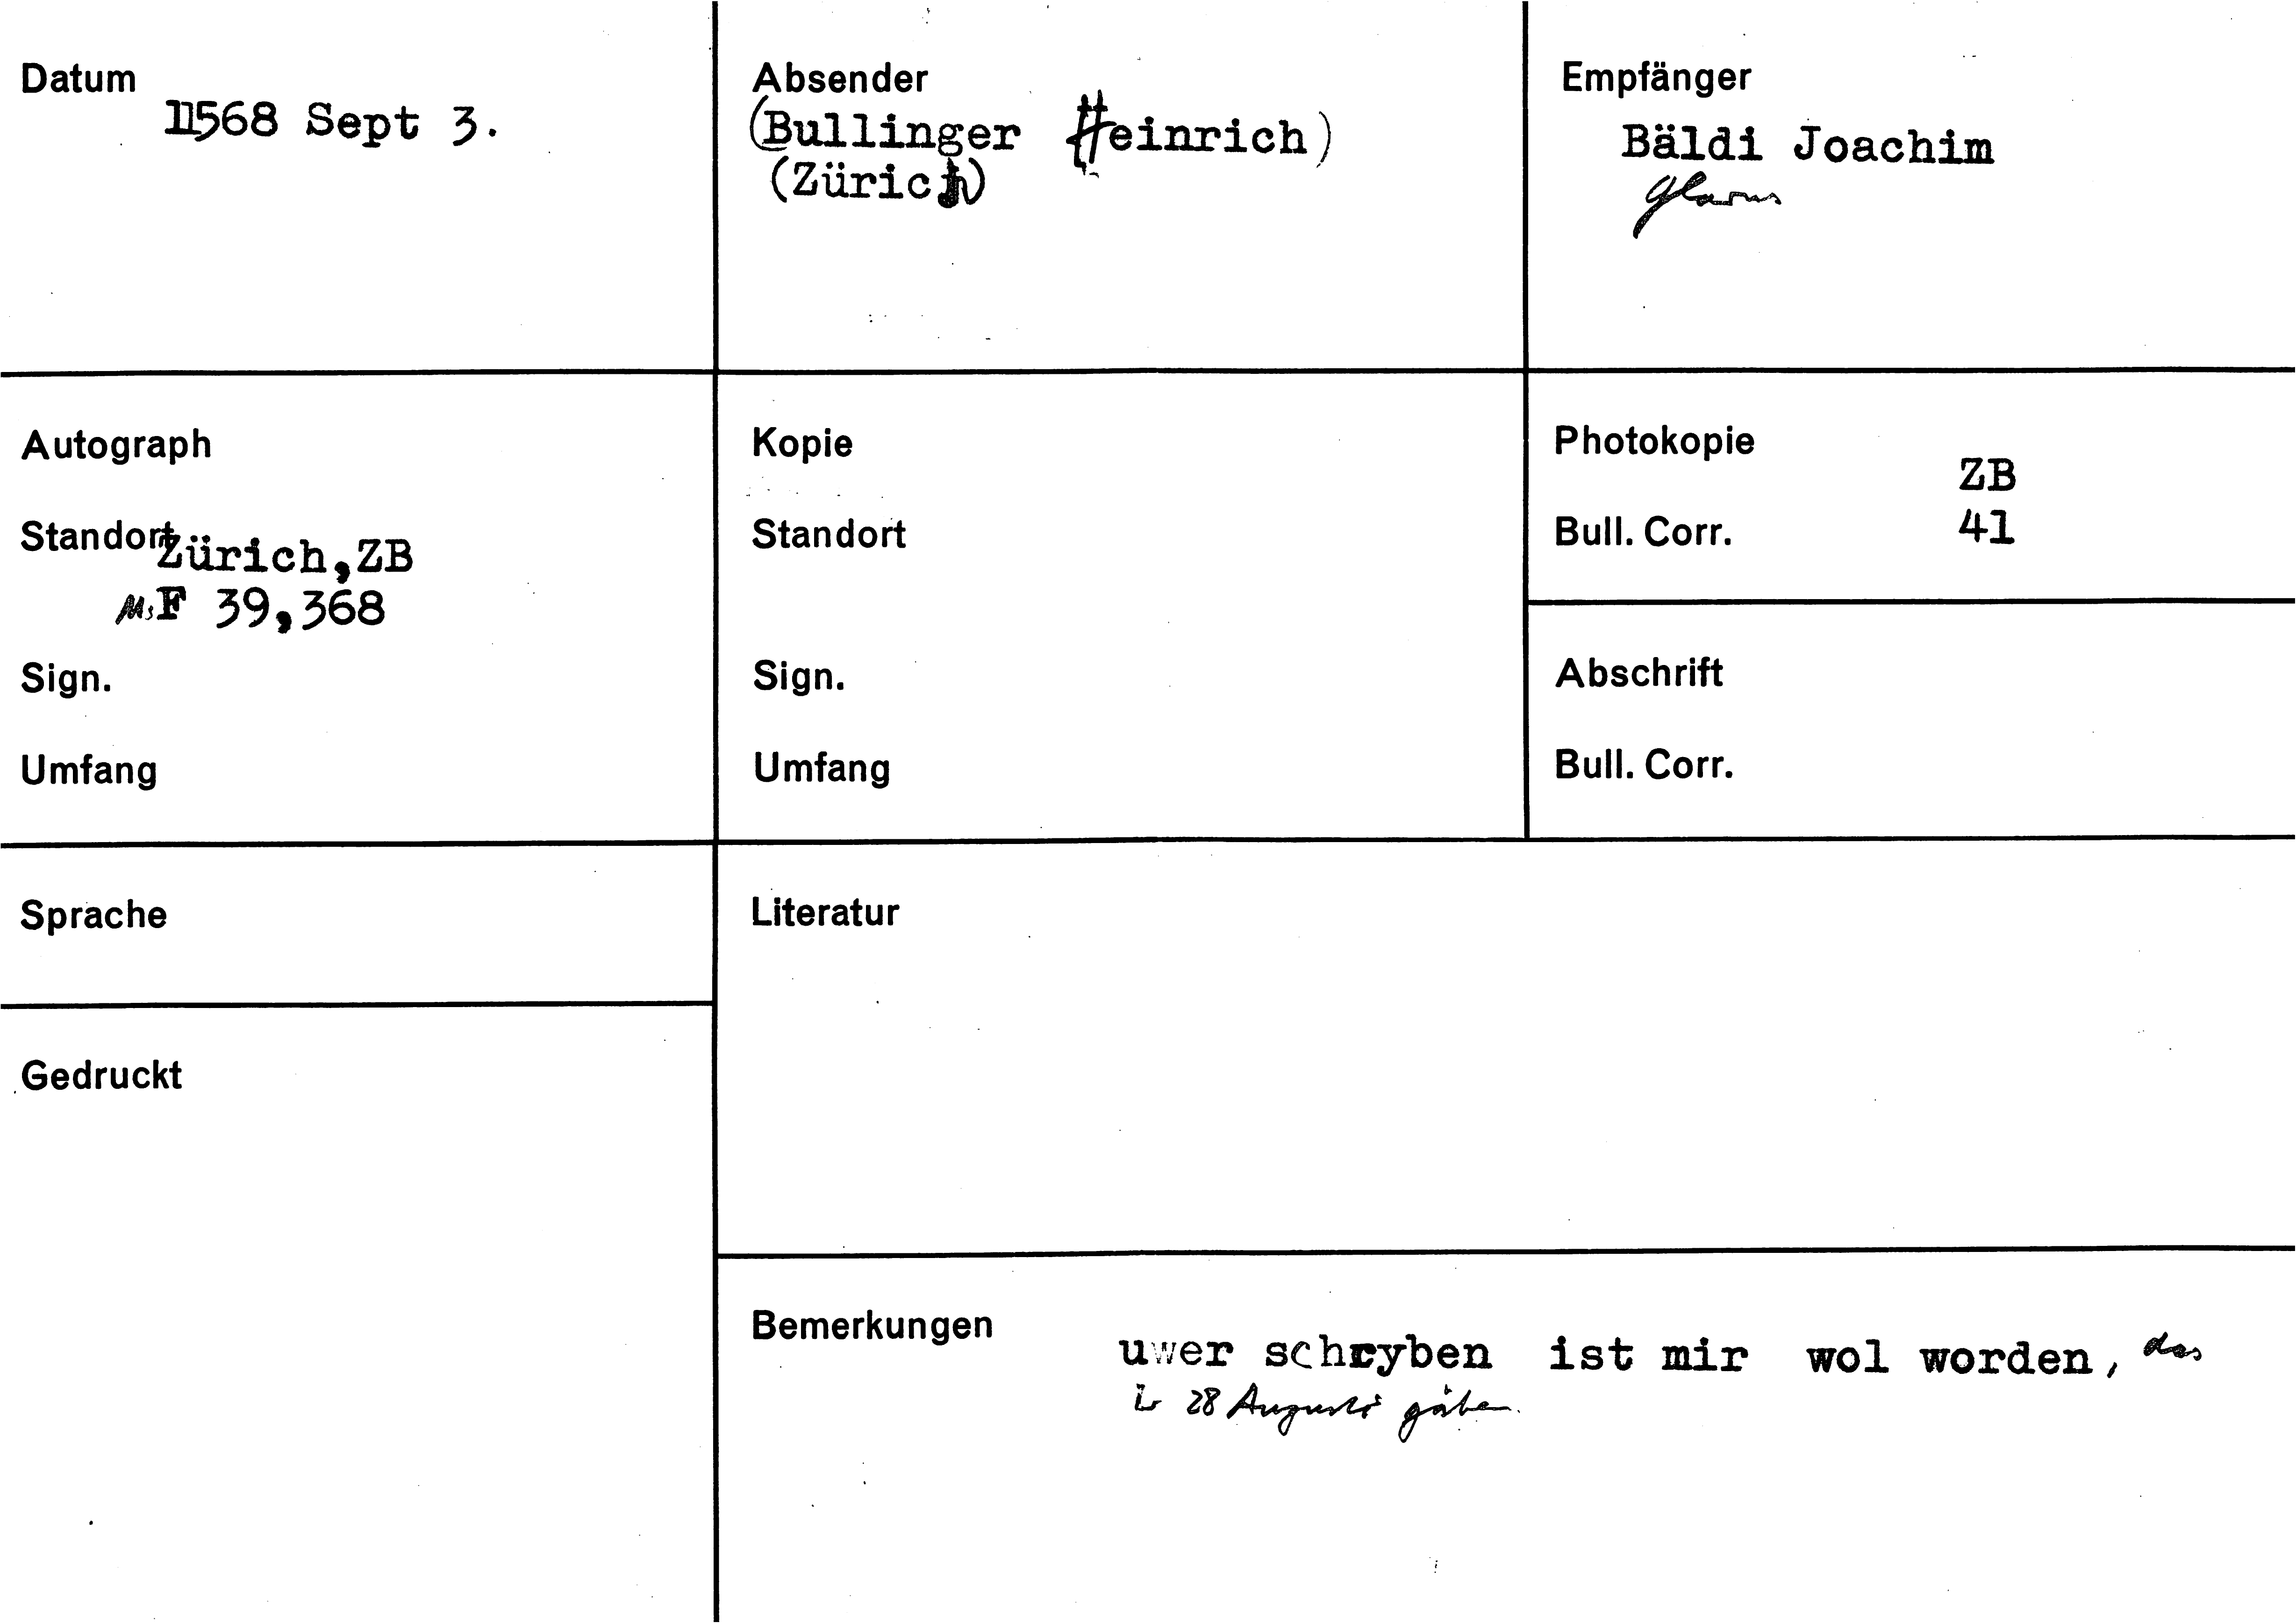 Datum
1568 Sept 3.
Absender
(Bullinger Heinrich)
(Zürich)
Empfänger
Bäldi Joachim
Glarus
Autograph
Standort Zürich, ZB
Ms F 39,368
Sign.
Umfang
Kopie
Standort
Sign.
Umfang
Photokopie
ZB
Bull. Corr. 41
Abschrift
Bull. Corr.
Sprache
Literatur
Gedruckt
Bemerkungen
uwer schryben ist mir wol worden, das
28 Augusti gäben.